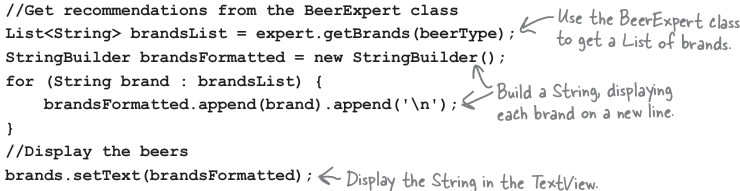 //Get recommendations from the BeerExpert class
List<String> brandsList = expert.getBrands(beerType);
Use the BeerExpert class
to get a List of brands.
StringBuilder brandsFormatted = new StringBuilder();
for (String brand : brandsList) {
brandsFormatted.append(brand).append('\n');
Build a String, displaying
each brand on a new line.
}
//Display the beers
brands.setText(brandsFormatted);
Display the String in the TextView.